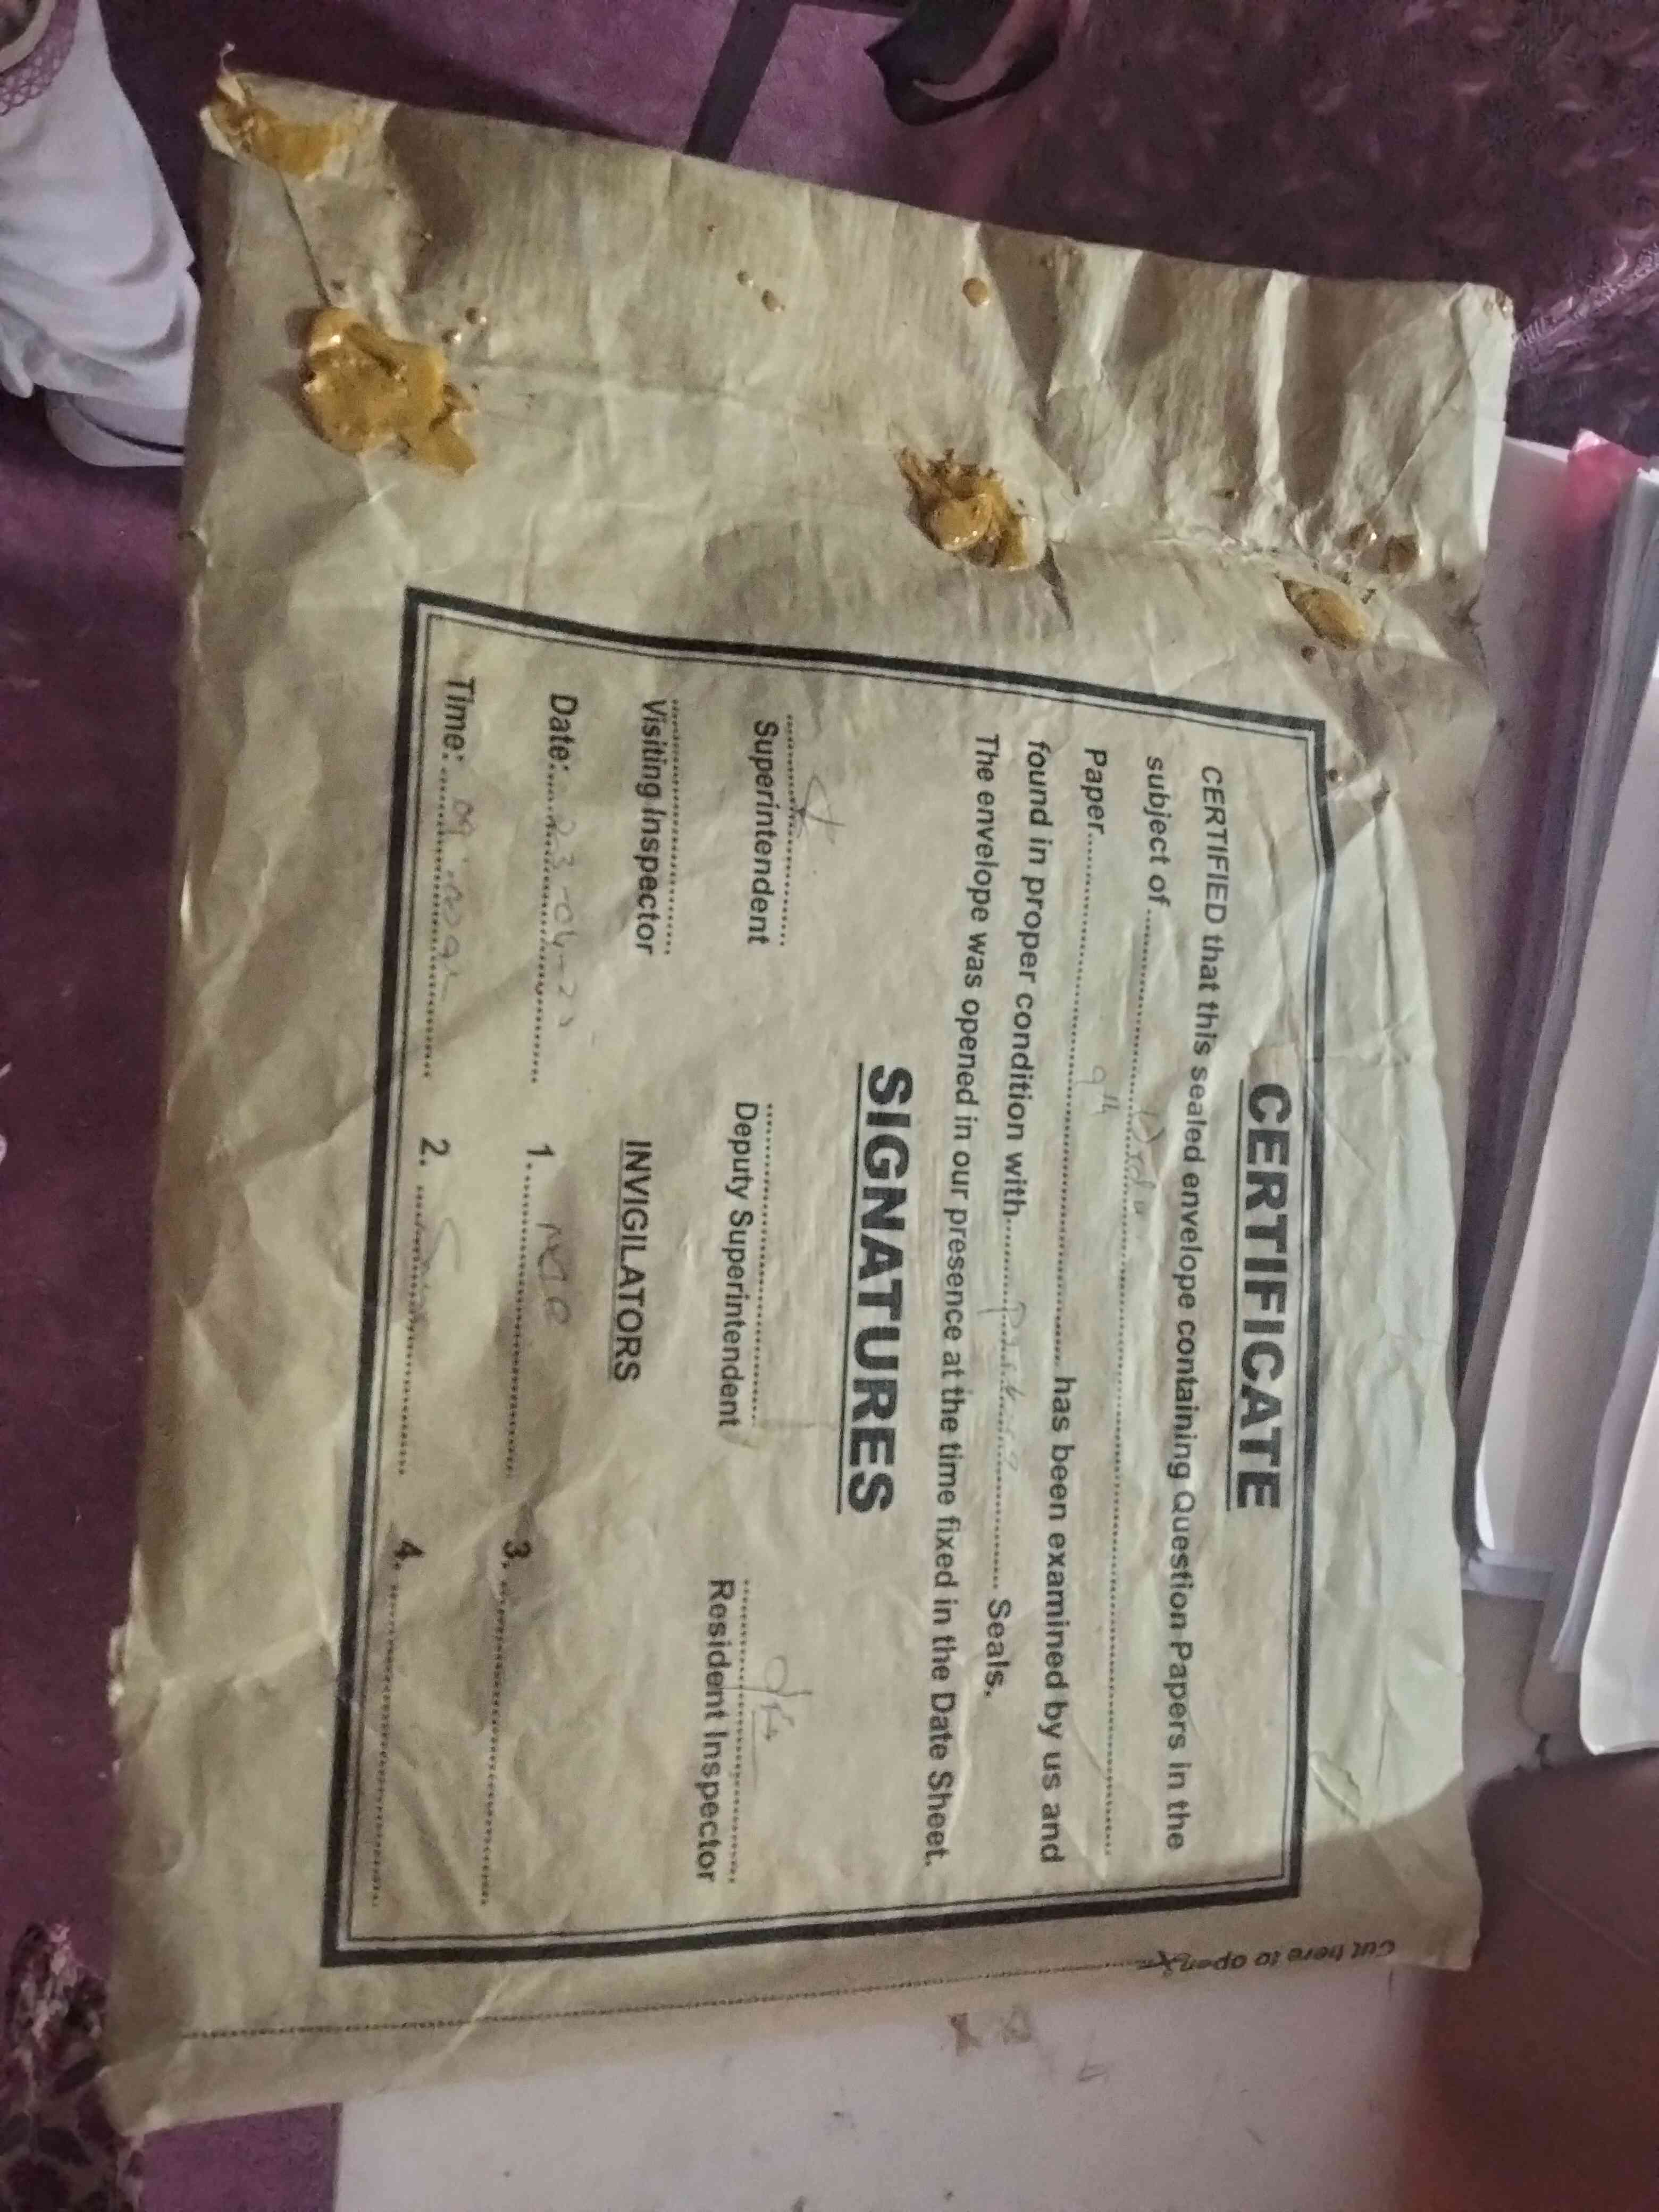 CERTIFICATE
CERTIFIED that this sealed envelope containing Question Papers in the
subject of ........ Urdu ........
Paper ........ 9th ........ has been examined by us and
found in proper condition with ........ Seals.
The envelope was opened in our presence at the time fixed in the Date Sheet.
SIGNATURES
Superintendent Deputy Superintendent Resident Inspector
Visiting Inspector INVIGILATORS
Date: 1. 3.
Time: 2. 4.
Cut here to open